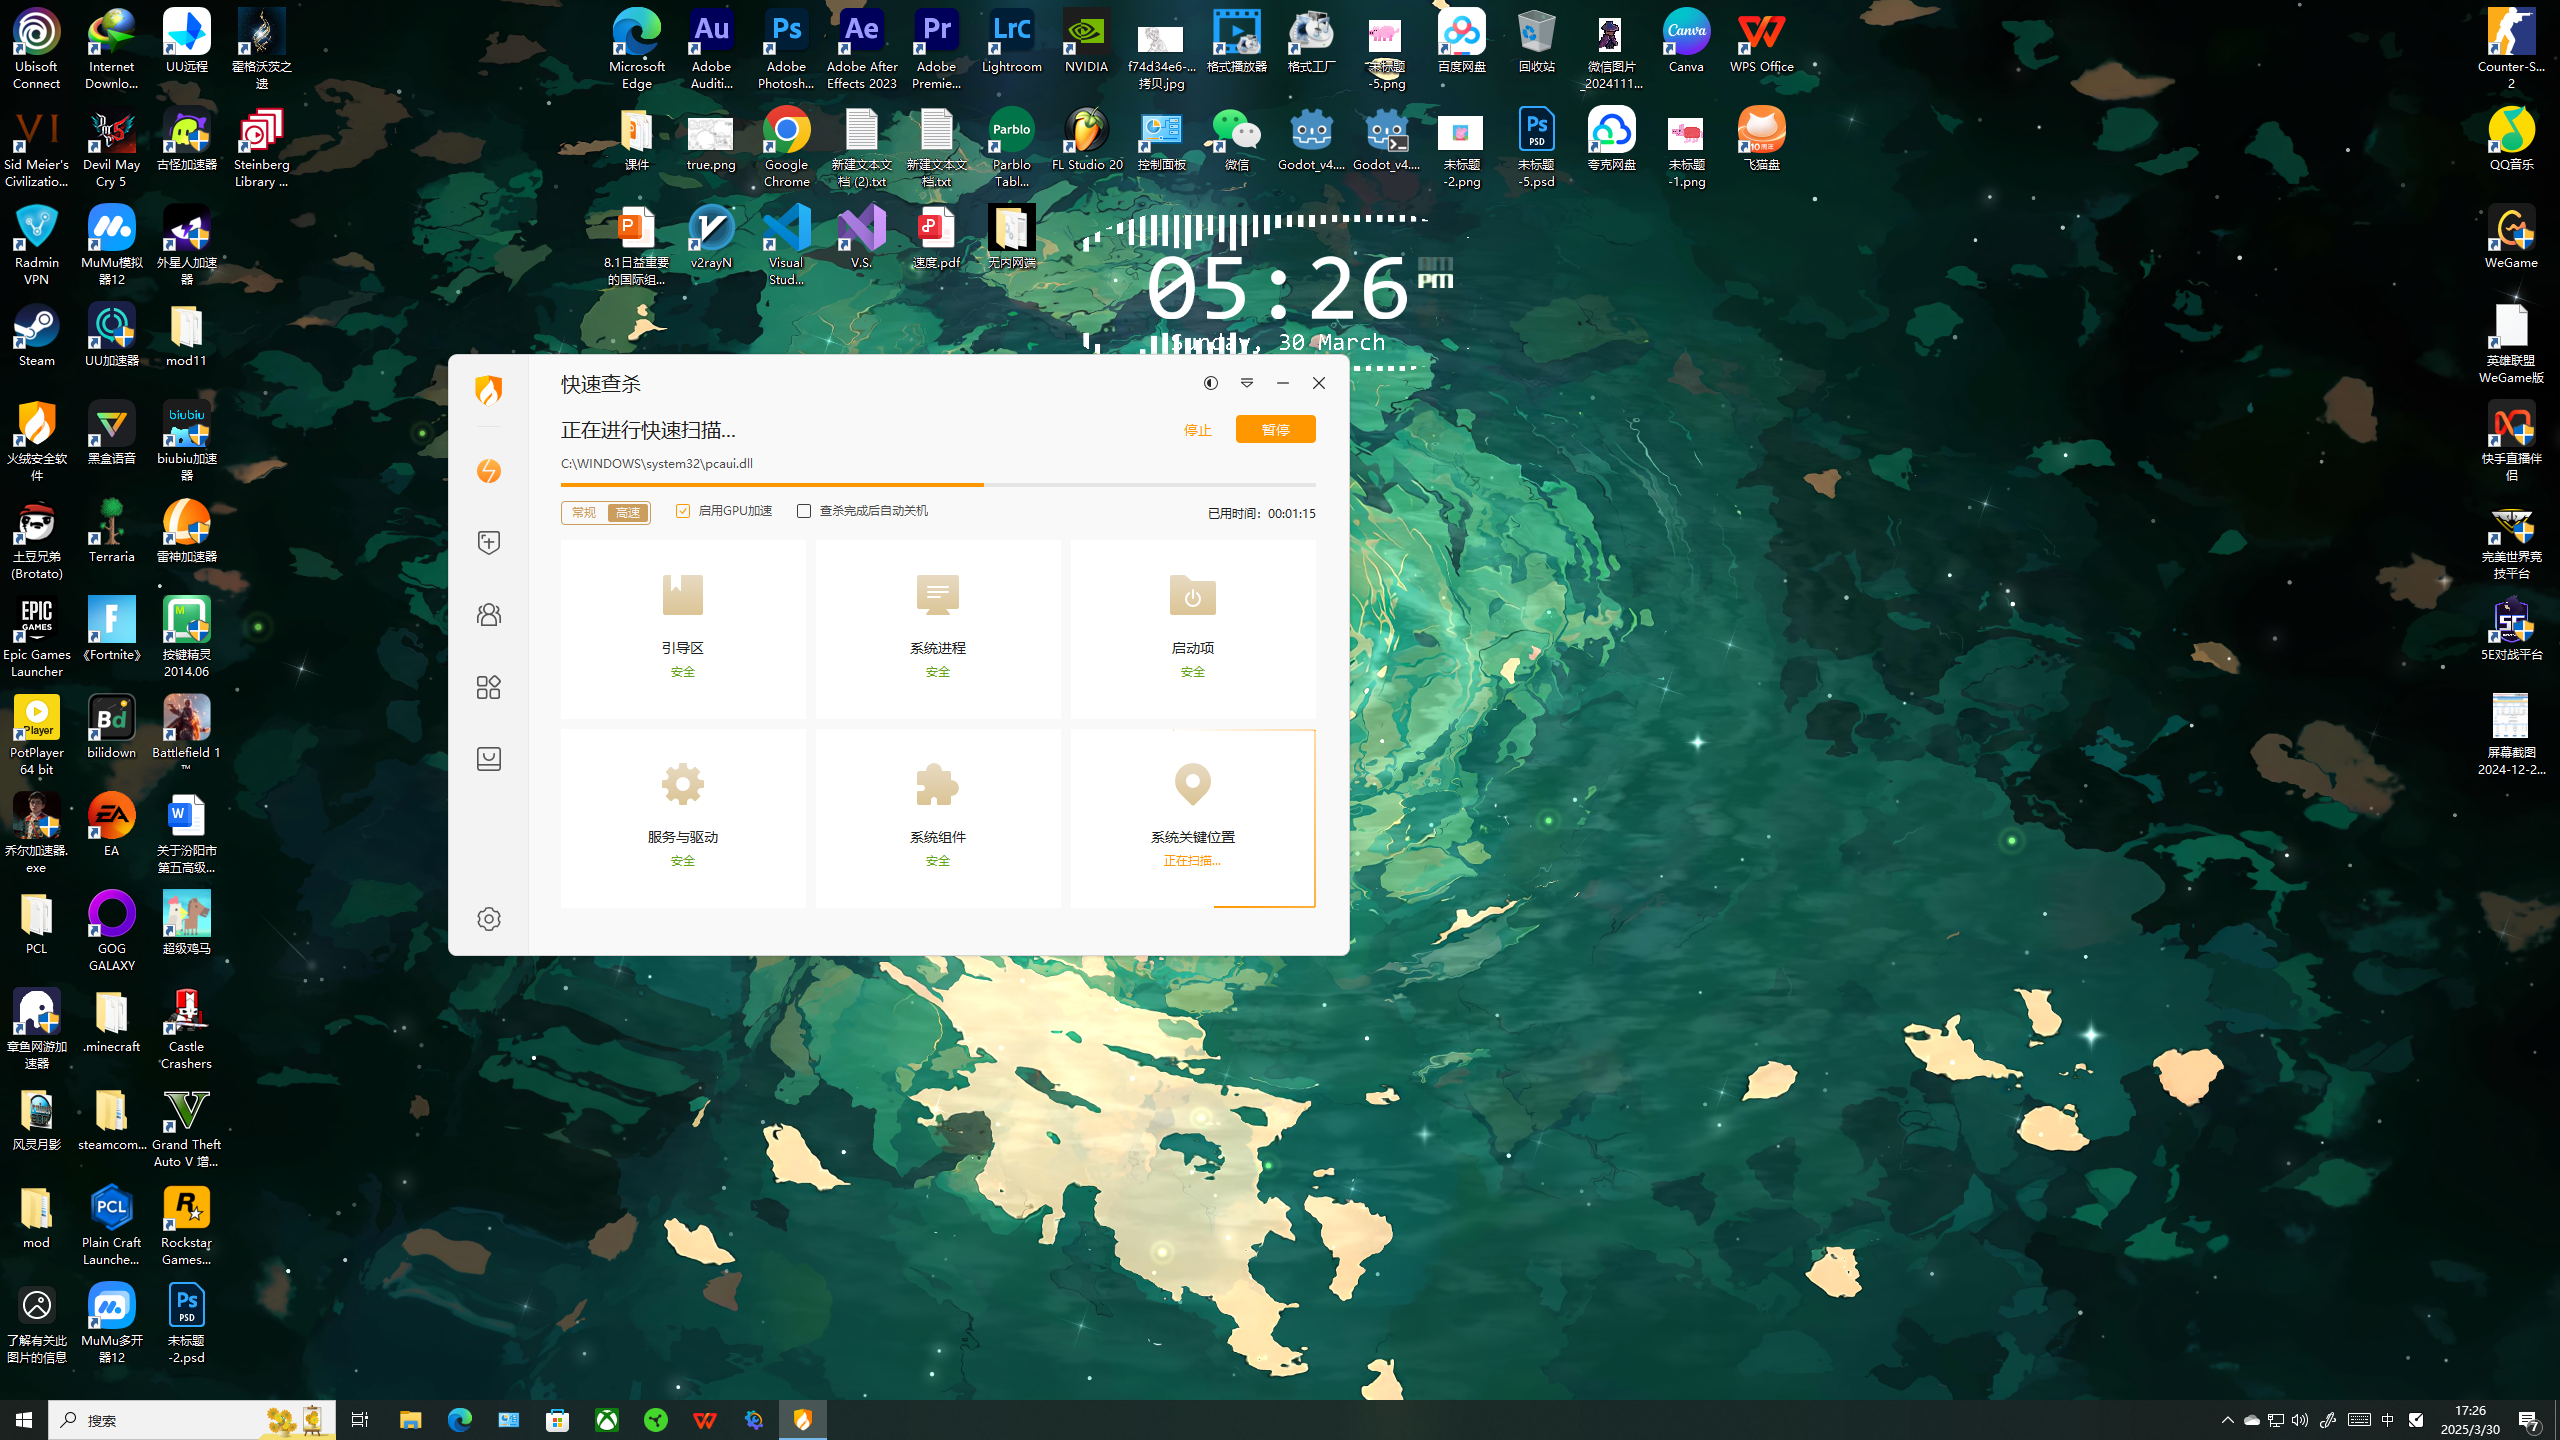 Ubisoft
Connect
Internet
Downlo...
UU远程
霍格沃茨之
遗
Microsoft
Edge
Au
Adobe
Auditi...
Ps
Adobe
Photosh...
Ae
Adobe After
Effects 2023
Pr
Adobe
Premie...
LrC
Lightroom
NVIDIA
f74d34e6-...
拷贝.jpg
格式播放器
格式工厂
未标题
-5.png
百度网盘
回收站
微信图片
_2024111...
Canva
Canva
WPS Office
Counter-S...
2
VI
Sid Meier's
Civilizatio...
Devil May
Cry 5
古怪加速器
Steinberg
Library ...
课件
true.png
Google
Chrome
新建文本文
档 (2).txt
新建文本文
档.txt
Parblo
Parblo
Tabl...
FL Studio 20
控制面板
微信
Godot_v4....
Godot_v4....
未标题
-2.png
Ps
PSD
未标题
-5.psd
夸克网盘
未标题
-1.png
飞猫盘
QQ音乐
Radmin
VPN
MuMu模拟
器12
外星人加速
器
8.1日益重要
的国际组...
v2rayN
Visual
Stud...
V.S.
速度.pdf
无内网端
WeGame
05:26
pm
Sunday, 30 March
Steam
UU加速器
mod11
英雄联盟
WeGame版
火绒安全软
件
黑盒语音
biubiu
biubiu加速
器
快手直播伴
侣
土豆兄弟
(Brotato)
Terraria
雷神加速器
完美世界竞
技平台
EPIC
GAMES
Epic Games
Launcher
F
《Fortnite》
M
按键精灵
2014.06
5E对战平台
Player
PotPlayer
64 bit
Bd
bilidown
Battlefield 1
™
屏幕截图
2024-12-2...
乔尔加速器.
exe
EA
EA
W
关于汾阳市
第五高级...
PCL
GOG
GALAXY
超级鸡马
章鱼网游加
速器
.minecraft
Castle
Crashers
风灵月影
steamcom...
Grand Theft
Auto V 增...
mod
PCL
Plain Craft
Launche...
Rockstar
Games...
了解有关此
图片的信息
MuMu多开
器12
Ps
PSD
未标题
-2.psd
快速查杀
正在进行快速扫描...
停止
暂停
C:\WINDOWS\system32\pcaui.dll
常规
高速
启用GPU加速
查杀完成后自动关机
已用时间：00:01:15
引导区
安全
系统进程
安全
启动项
安全
服务与驱动
安全
系统组件
安全
系统关键位置
正在扫描...
搜索
中
17:26
2025/3/30
7